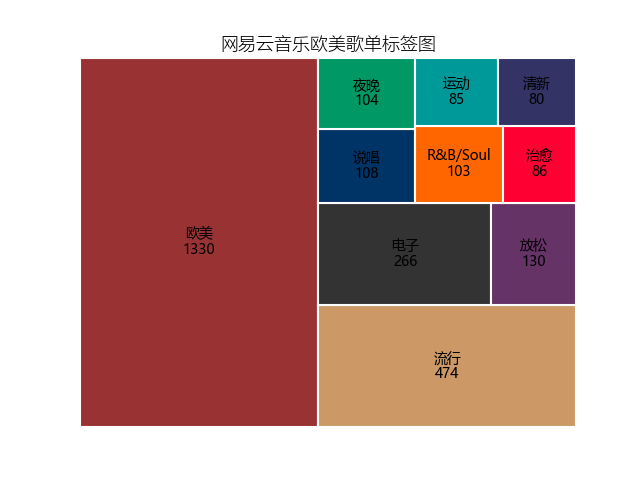 网易云音乐欧美歌单标签图
欧美
1330
夜晚
104
运动
85
清新
80
说唱
108
R&B/Soul
103
治愈
86
电子
266
放松
130
流行
474